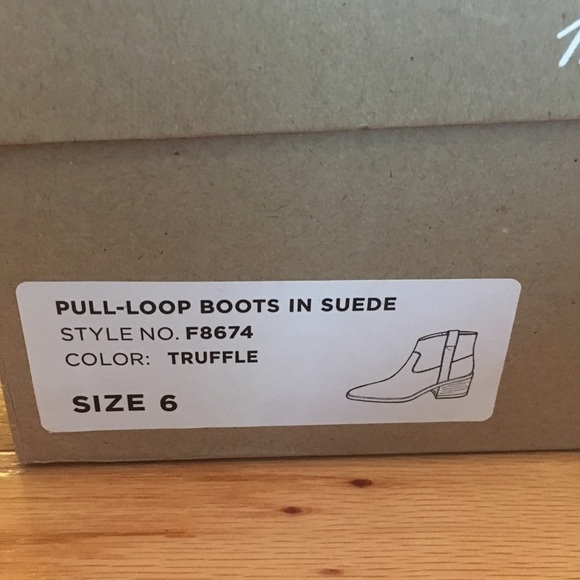 PULL-LOOP BOOTS IN SUEDE
STYLE NO. F8674
COLOR: TRUFFLE
SIZE 6